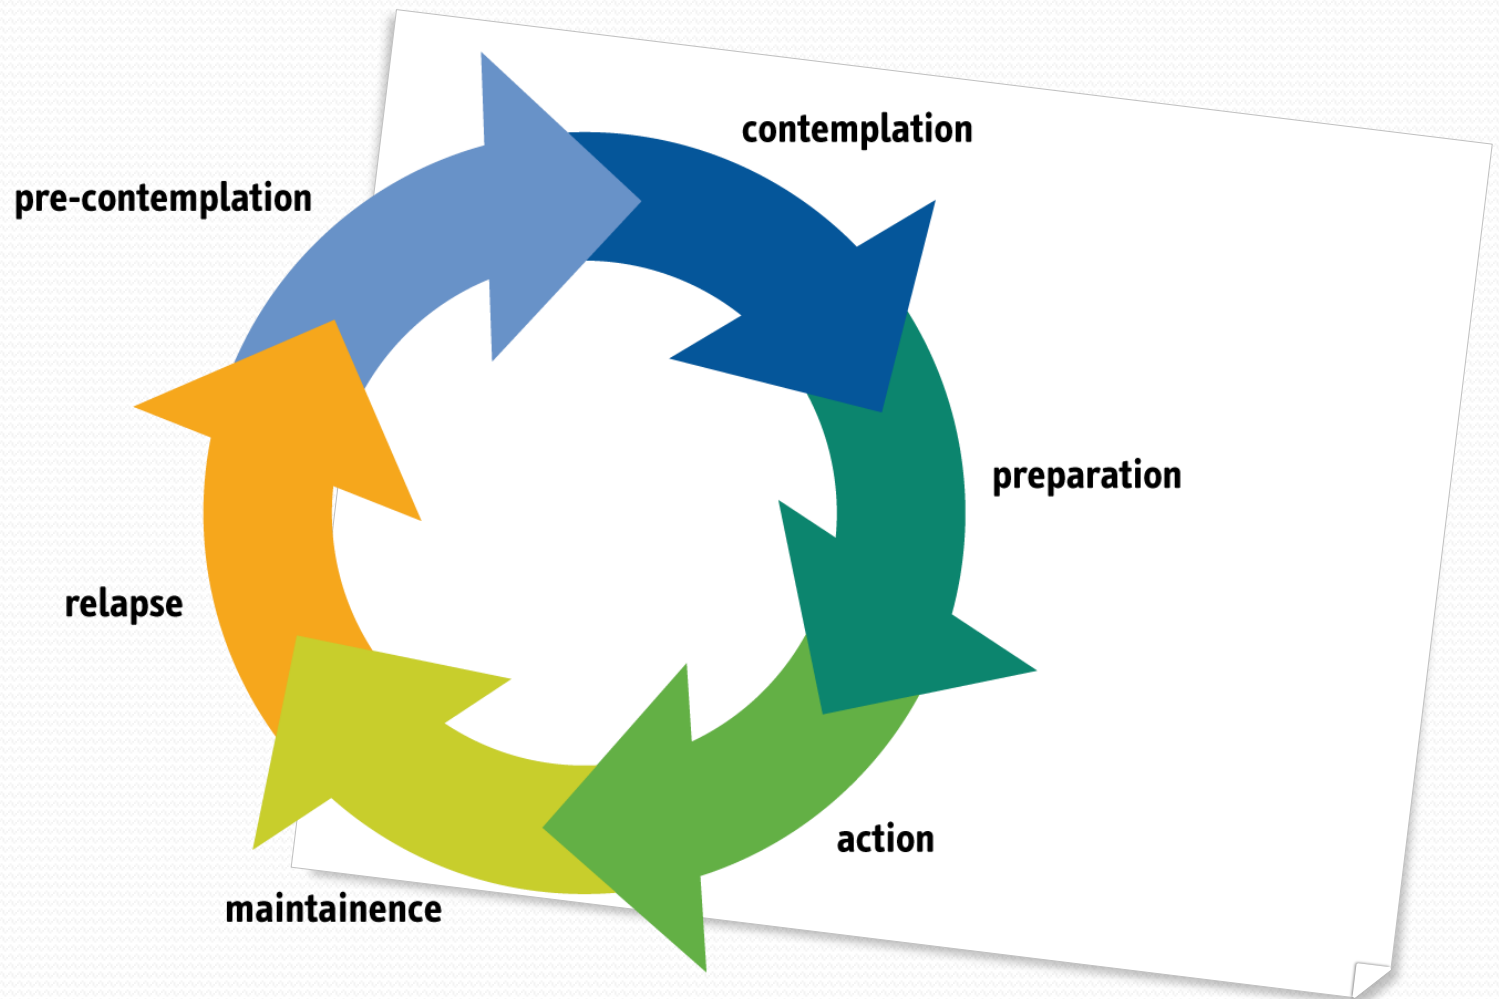 contemplation
pre-contemplation
preparation
relapse
action
maintainence